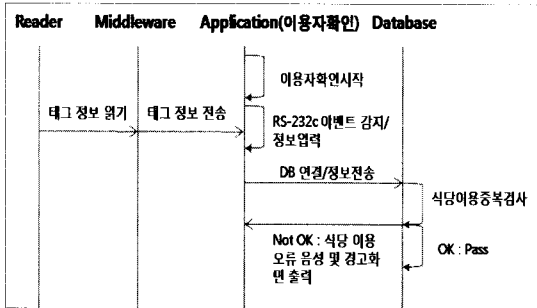 Reader Middleware Application(이용자확인) Database
이용자확인시작
태그 정보 읽기 태그 정보 전송
RS-232c 이벤트 감지/
정보입력
DB 연결/정보전송
식당이용중복검사
Not OK : 식당 이용
오류 음성 및 경고화
면 출력
OK : Pass